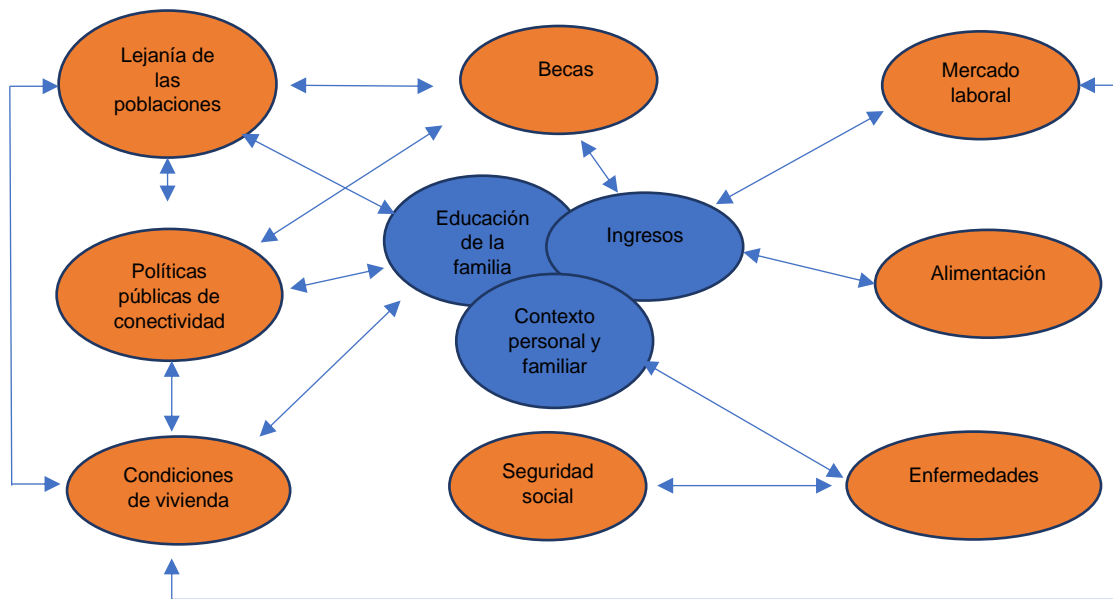 Lejanía de
las
poblaciones
Becas
Mercado
laboral
Educación
de la
familia
Ingresos
Políticas
públicas de
conectividad
Alimentación
Contexto
personal y
familiar
Condiciones
de vivienda
Seguridad
social
Enfermedades